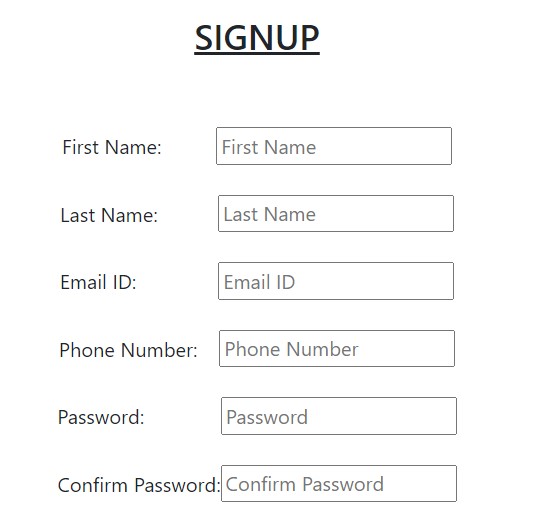 SIGNUP
First Name: First Name
Last Name: Last Name
Email ID: Email ID
Phone Number: Phone Number
Password: Password
Confirm Password: Confirm Password